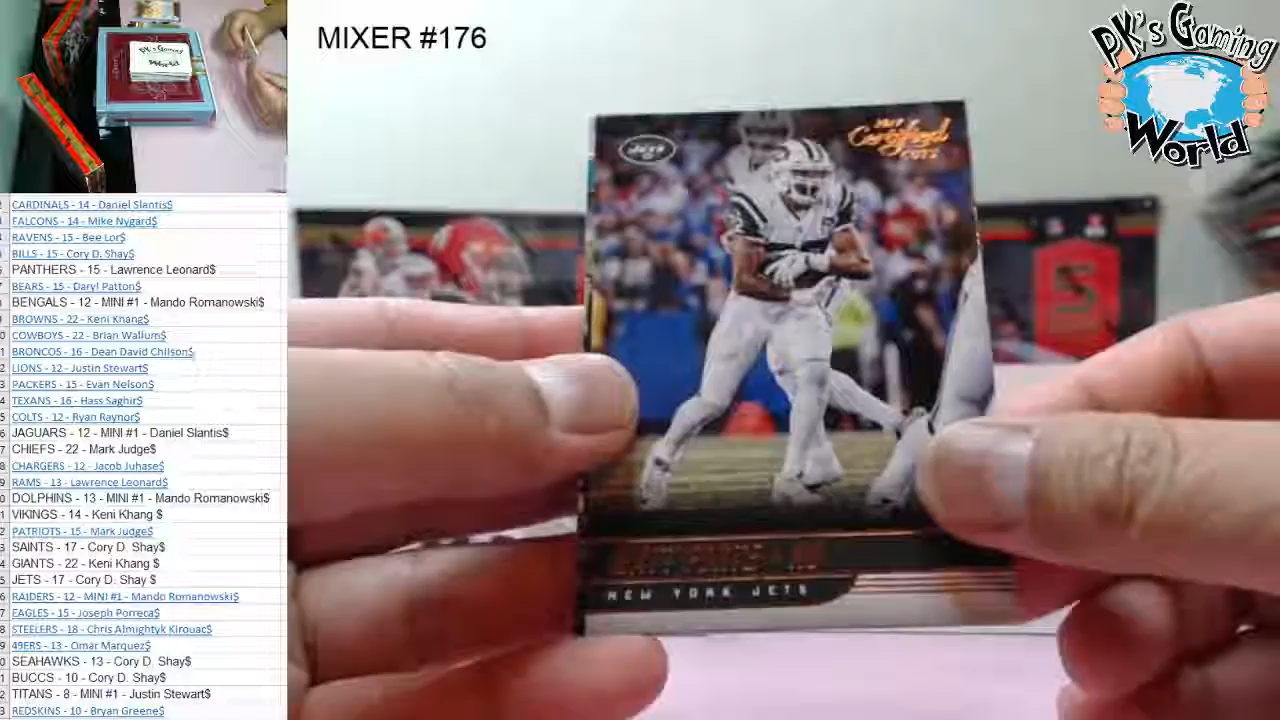 MIXER #176
PK's Gaming
World
PK's Gaming
World
CARDINALS - 14 - Daniel Slantis$
FALCONS - 14 - Mike Nygard$
RAVENS - 15 - Bee Lor$
BILLS - 15 - Cory D. Shay$
PANTHERS - 15 - Lawrence Leonard$
BEARS - 15 - Daryl Patton$
BENGALS - 12 - MINI #1 - Mando Romanowski$
BROWNS - 22 - Keni Khang$
COWBOYS - 22 - Brian Wallum$
BRONCOS - 16 - Dean David Chilson$
LIONS - 12 - Justin Stewart$
PACKERS - 15 - Evan Nelson$
TEXANS - 16 - Hass Saghir$
COLTS - 12 - Ryan Raynor$
JAGUARS - 12 - MINI #1 - Daniel Slantis$
CHIEFS - 22 - Mark Judge$
CHARGERS - 12 - Jacob Juhase$
RAMS - 13 - Lawrence Leonard$
DOLPHINS - 13 - MINI #1 - Mando Romanowski$
VIKINGS - 14 - Keni Khang $
PATRIOTS - 15 - Mark Judge$
SAINTS - 17 - Cory D. Shay$
GIANTS - 22 - Keni Khang $
JETS - 17 - Cory D. Shay $
RAIDERS - 12 - MINI #1 - Mando Romanowski$
EAGLES - 15 - Joseph Porreca$
STEELERS - 18 - Chris Almightyk Kirouac$
49ERS - 13 - Omar Marquez$
SEAHAWKS - 13 - Cory D. Shay$
BUCCS - 10 - Cory D. Shay$
TITANS - 8 - MINI #1 - Justin Stewart$
REDSKINS - 10 - Bryan Greene$
JETS
Certified
CUTS
NEW YORK JETS
5